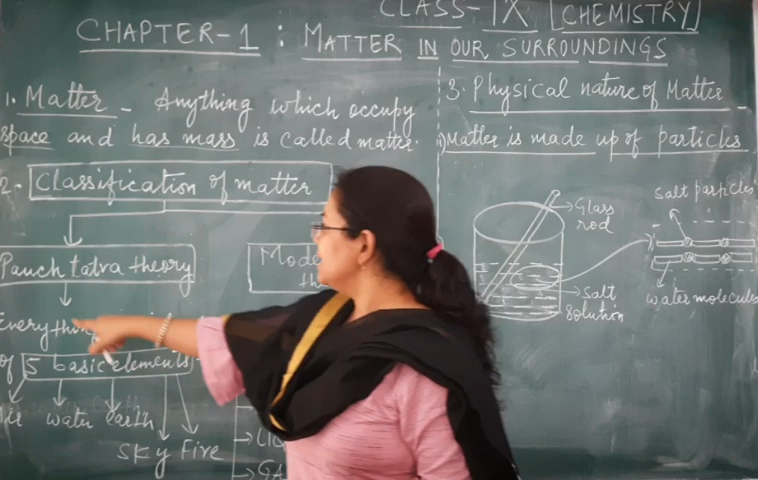 CLASS-IX [CHEMISTRY]
CHAPTER-1 : MATTER IN OUR SURROUNDINGS
1. Matter - Anything which occupy
space and has mass is called matter.
2. Classification of matter
Panch tatva theory
of 5 basic elements
water earth
sky Fire
3. Physical nature of Matter
i) Matter is made up of particles
Glass
rod
Salt
solution
salt particles
water molecules